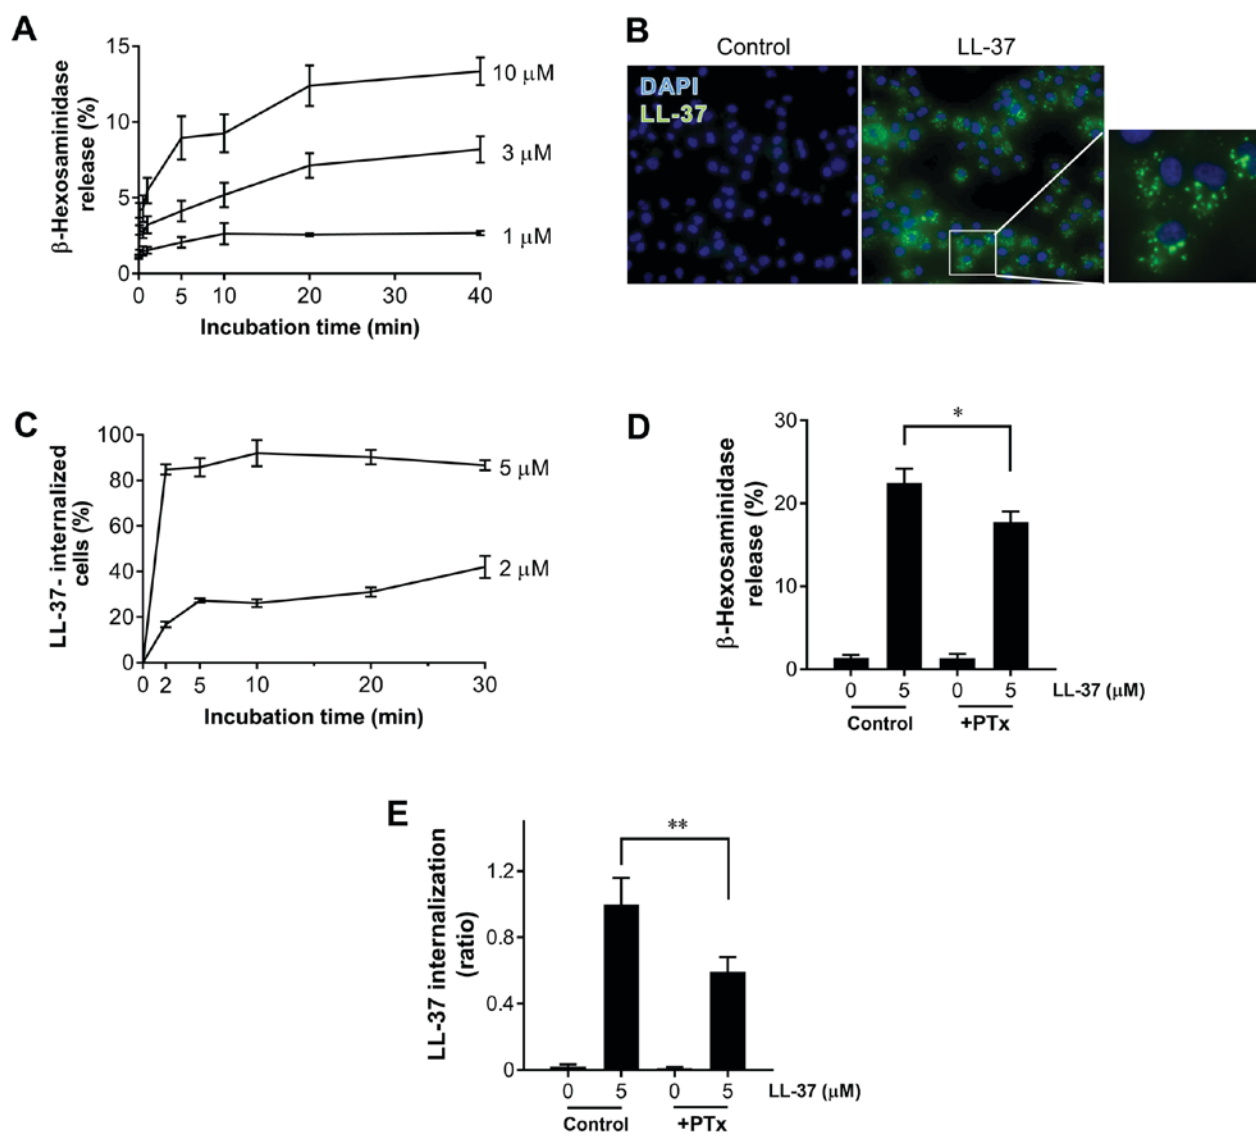 A
β-Hexosaminidase
release (%)
15
10
5
0
10 μM
3 μM
1 μM
0 5 10 20 30 40
Incubation time (min)
B
Control
LL-37
DAPI
LL-37
C
LL-37 - internalized
cells (%)
100
80
60
40
20
0
5 μM
2 μM
0 2 5 10 20 30
Incubation time (min)
D
β-Hexosaminidase
release (%)
30
20
10
0
*
0 5 0 5 LL-37 (μM)
Control +PTx
E
LL-37 internalization
(ratio)
1.2
0.8
0.4
0
**
0 5 0 5 LL-37 (μM)
Control +PTx